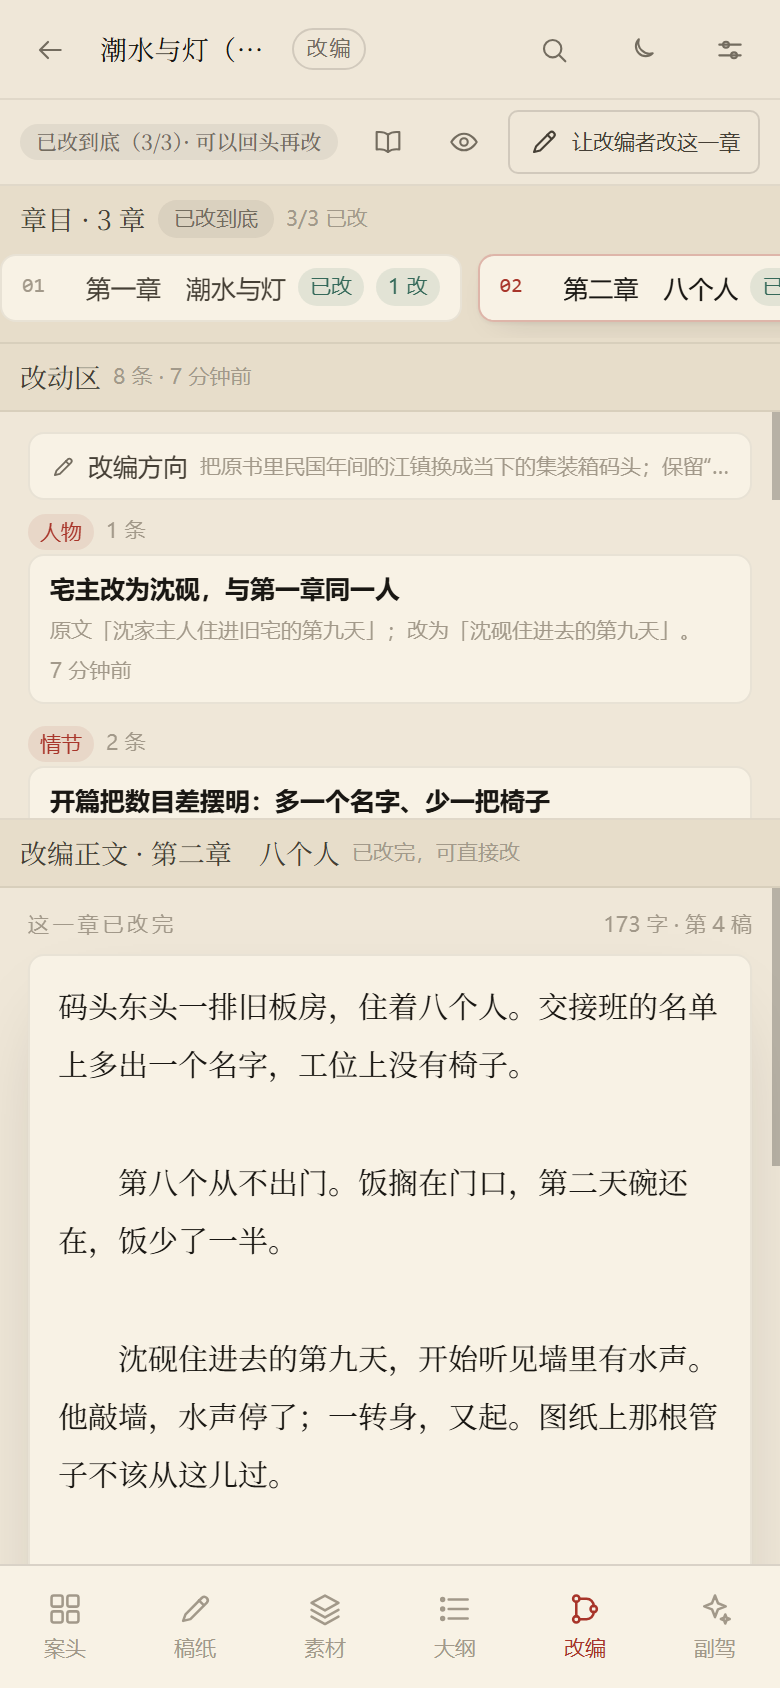 潮水与灯（… 改编
已改到底（3/3）· 可以回头再改 让改编者改这一章
章目 · 3 章 已改到底 3/3 已改
01 第一章 潮水与灯 已改 1 改 02 第二章 八个人 已
改动区 8 条 · 7 分钟前
改编方向 把原书里民国年间的江镇换成当下的集装箱码头；保留“…
人物 1 条
宅主改为沈砚，与第一章同一人
原文「沈家主人住进旧宅的第九天」；改为「沈砚住进去的第九天」。
7 分钟前
情节 2 条
开篇把数目差摆明：多一个名字、少一把椅子
改编正文 · 第二章 八个人 已改完，可直接改
这一章已改完 173 字 · 第 4 稿
码头东头一排旧板房，住着八个人。交接班的名单
上多出一个名字，工位上没有椅子。
第八个从不出门。饭搁在门口，第二天碗还
在，饭少了一半。
沈砚住进去的第九天，开始听见墙里有水声。
他敲墙，水声停了；一转身，又起。图纸上那根管
子不该从这儿过。
案头 稿纸 素材 大纲 改编 副驾